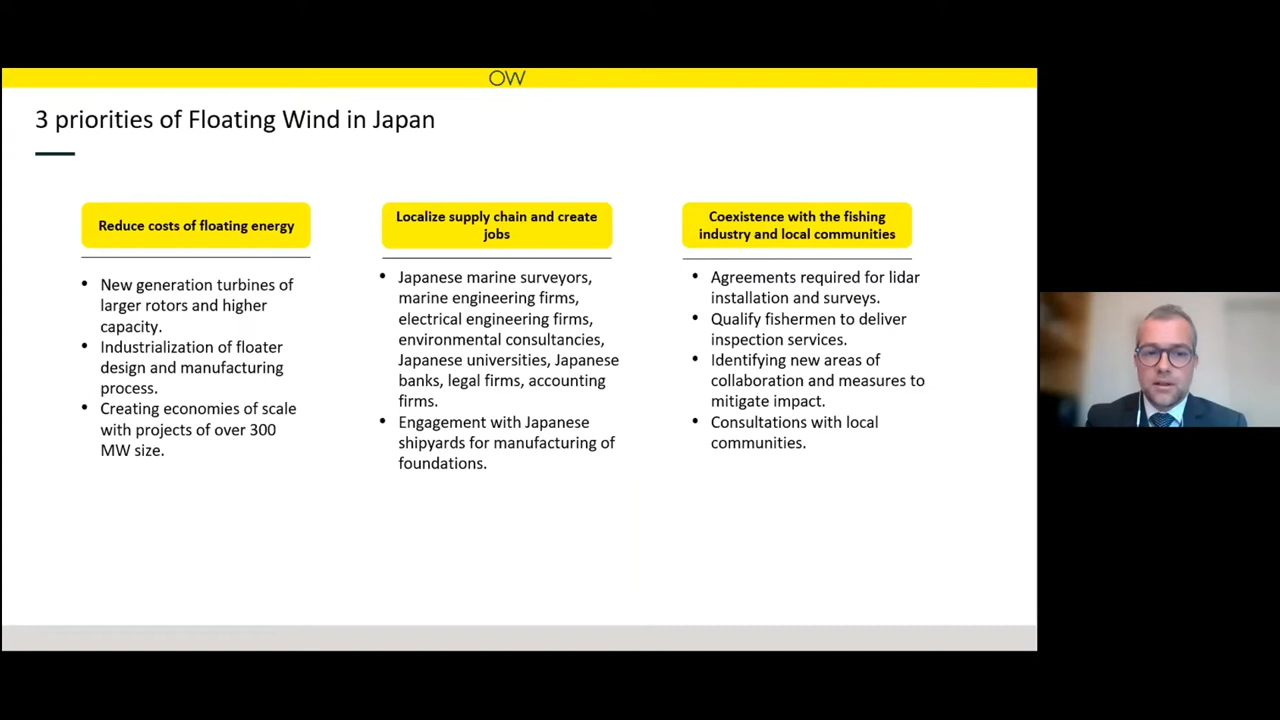 OW
3 priorities of Floating Wind in Japan
Reduce costs of floating energy
New generation turbines of
larger rotors and higher
capacity.
Industrialization of floater
design and manufacturing
process.
Creating economies of scale
with projects of over 300
MW size.
Localize supply chain and create
jobs
Japanese marine surveyors,
marine engineering firms,
electrical engineering firms,
environmental consultancies,
Japanese universities, Japanese
banks, legal firms, accounting
firms.
Engagement with Japanese
shipyards for manufacturing of
foundations.
Coexistence with the fishing
industry and local communities
Agreements required for lidar
installation and surveys.
Qualify fishermen to deliver
inspection services.
Identifying new areas of
collaboration and measures to
mitigate impact.
Consultations with local
communities.